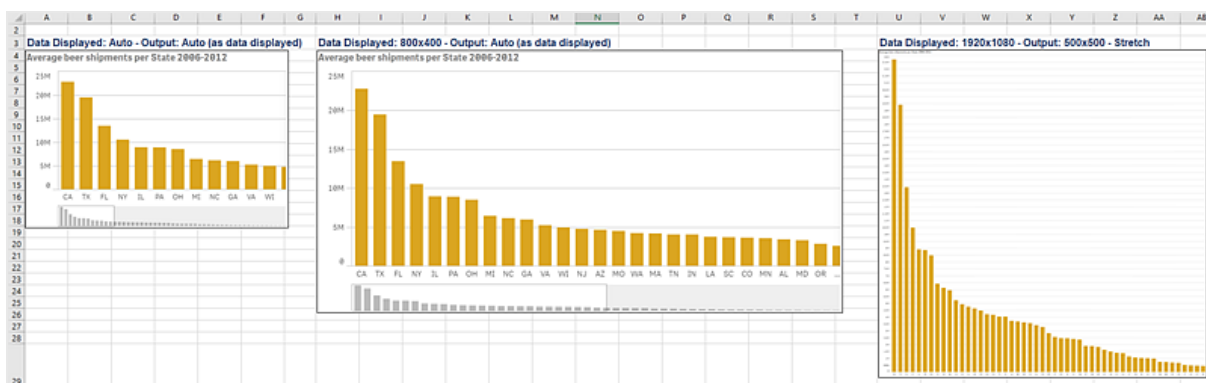 A B C D E F G H I J K L M N O P Q R S T U V W X Y Z AA AB
2
3 Data Displayed: Auto - Output: Auto (as data displayed) Data Displayed: 800x400 - Output: Auto (as data displayed) Data Displayed: 1920x1080 - Output: 500x500 - Stretch
4
5
6
7
8
9
10
11
12
13
14
15
16
17
18
19
20
21
22
23
24
25
26
27
28
29
Average beer shipments per State 2006-2012
25M
20M
15M
10M
5M
0
CA TX FL NY IL PA OH MI NC GA VA WI
Average beer shipments per State 2006-2012
25M
20M
15M
10M
5M
0
CA TX FL NY IL PA OH MI NC GA VA WI NJ AZ MO WA MA TN IN LA SC CO MN AL MD OR ...